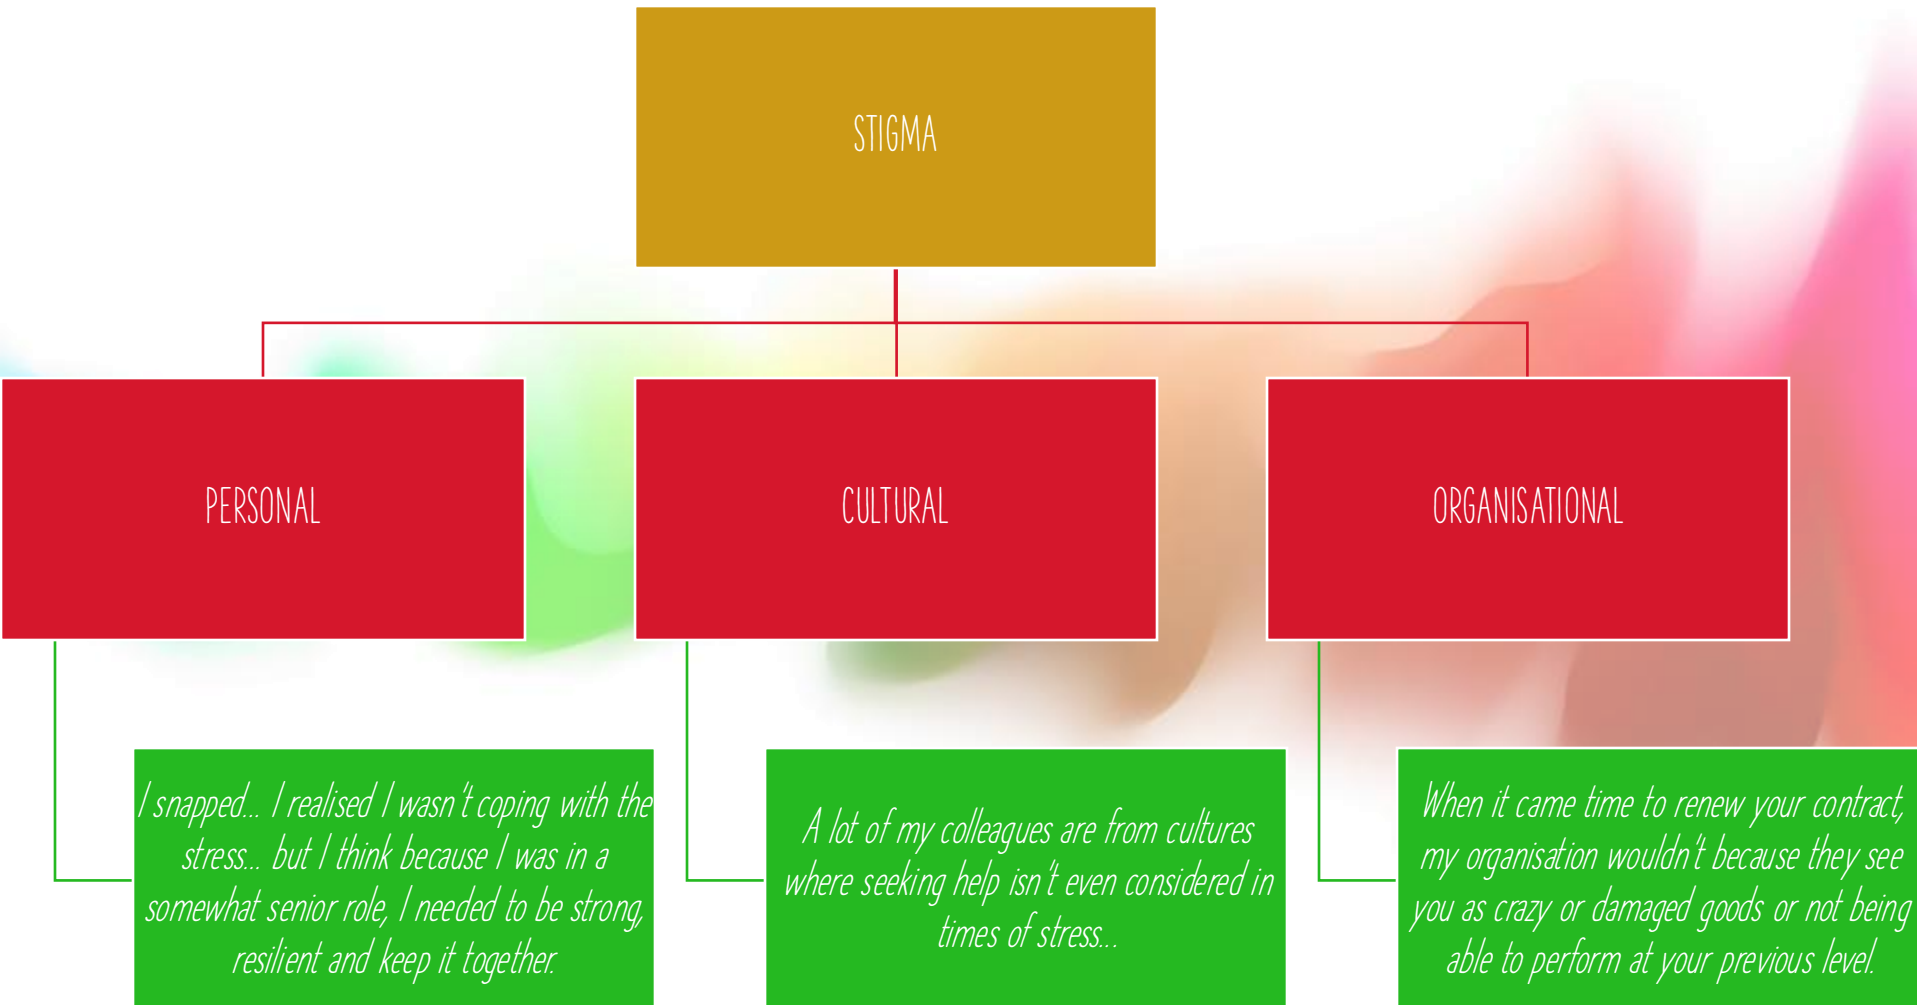 STIGMA
PERSONAL
CULTURAL
ORGANISATIONAL
I snapped... I realised I wasn't coping with the
stress... but I think because I was in a
somewhat senior role, I needed to be strong,
resilient and keep it together.
A lot of my colleagues are from cultures
where seeking help isn't even considered in
times of stress...
When it came time to renew your contract,
my organisation wouldn't because they see
you as crazy or damaged goods or not being
able to perform at your previous level.